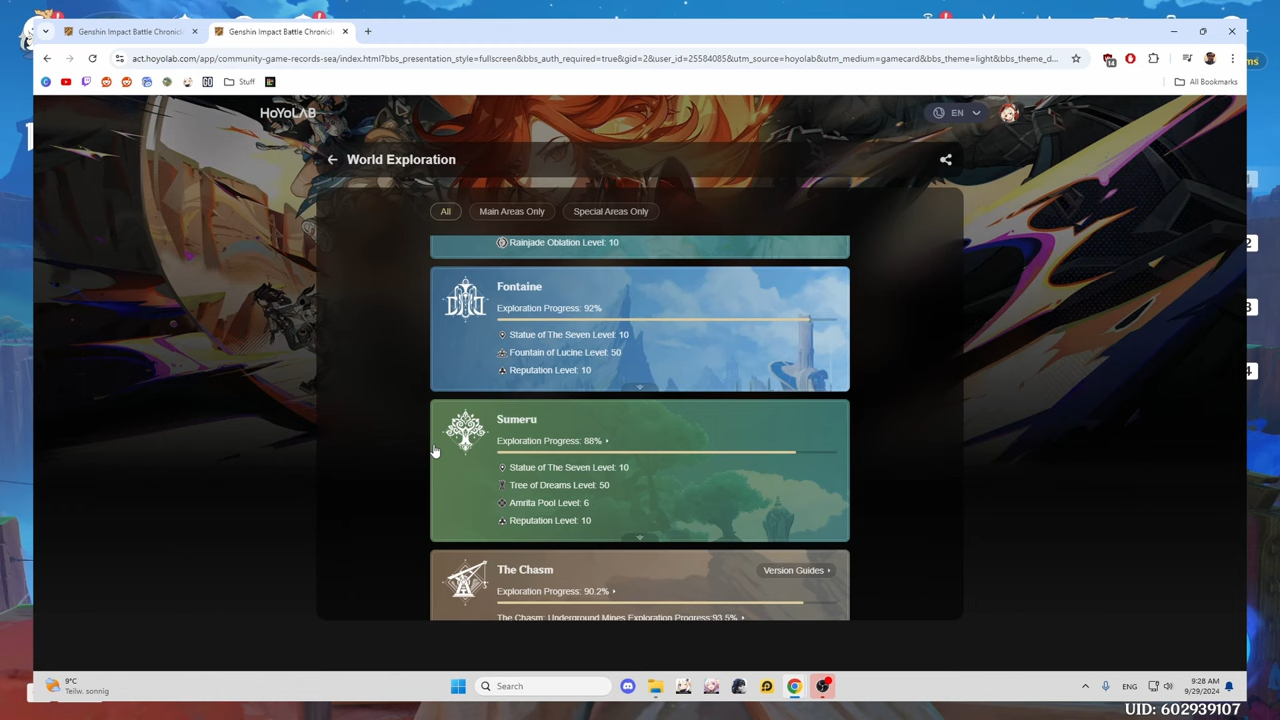 Genshin Impact Battle Chronicl
Genshin Impact Battle Chronicl
act.hoyolab.com/app/community-game-records-sea/index.html?bbs_presentation_style=fullscreen&bbs_auth_required=true&gid=2&user_id=25584085&utm_source=hoyolab&utm_medium=gamecard&bbs_theme=light&bbs_theme_d...
14
Stuff
All Bookmarks
HoYoLAB
EN
World Exploration
All
Main Areas Only
Special Areas Only
Rainjade Oblation Level: 10
Fontaine
Exploration Progress: 92%
Statue of The Seven Level: 10
Fountain of Lucine Level: 50
Reputation Level: 10
Sumeru
Exploration Progress: 88%
Statue of The Seven Level: 10
Tree of Dreams Level: 50
Amrita Pool Level: 6
Reputation Level: 10
The Chasm
Version Guides
Exploration Progress: 90.2%
The Chasm: Underground Mines Exploration Progress:93.5%
2
3
4
9°C
Teilw. sonnig
Search
ENG
9:28 AM
9/29/2024
UID: 602939107